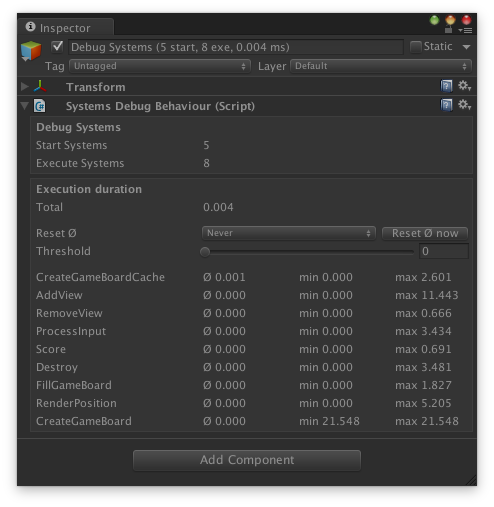 Inspector
Debug Systems (5 start, 8 exe, 0.004 ms) Static
Tag Untagged Layer Default
Transform
Systems Debug Behaviour (Script)
Debug Systems
Start Systems 5
Execute Systems 8
Execution duration
Total 0.004
Reset Ø Never Reset Ø now
Threshold 0
CreateGameBoardCache Ø 0.001 min 0.000 max 2.601
AddView Ø 0.000 min 0.000 max 11.443
RemoveView Ø 0.000 min 0.000 max 0.666
ProcessInput Ø 0.000 min 0.000 max 3.434
Score Ø 0.000 min 0.000 max 0.691
Destroy Ø 0.000 min 0.000 max 3.481
FillGameBoard Ø 0.000 min 0.000 max 1.827
RenderPosition Ø 0.000 min 0.000 max 5.205
CreateGameBoard Ø 0.000 min 21.548 max 21.548
Add Component